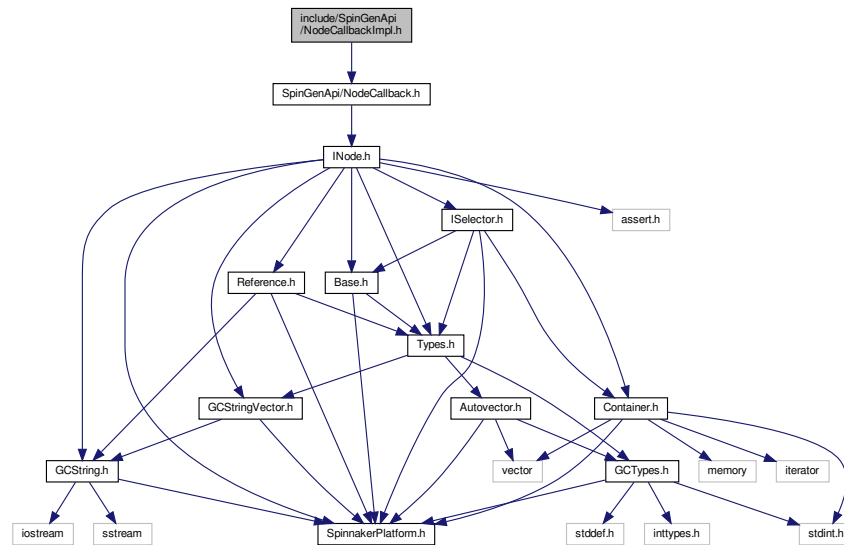 include/SpinGenApi
/NodeCallbackImpl.h
SpinGenApi/NodeCallback.h
INode.h
ISelector.h
assert.h
Reference.h
Base.h
Types.h
GCStringVector.h
Autovector.h
Container.h
GCString.h
vector
GCTypes.h
memory
iterator
iostream
sstream
SpinnakerPlatform.h
stddef.h
inttypes.h
stdint.h